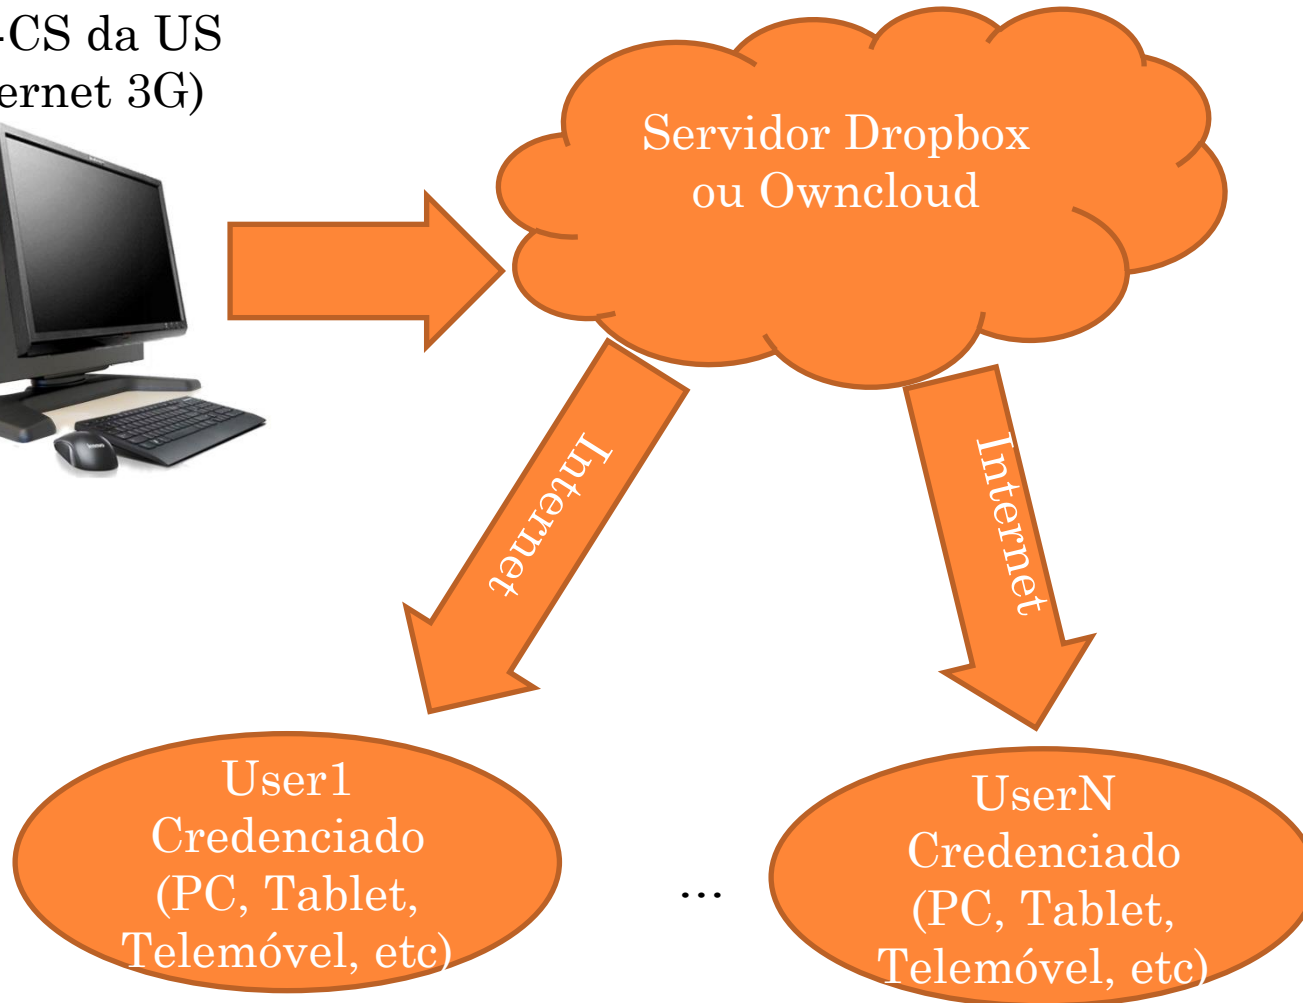 -CS da US
ernet 3G)
Servidor Dropbox
ou Owncloud
Internet
Internet
User1
Credenciado
(PC, Tablet,
Telemóvel, etc)
...
UserN
Credenciado
(PC, Tablet,
Telemóvel, etc)